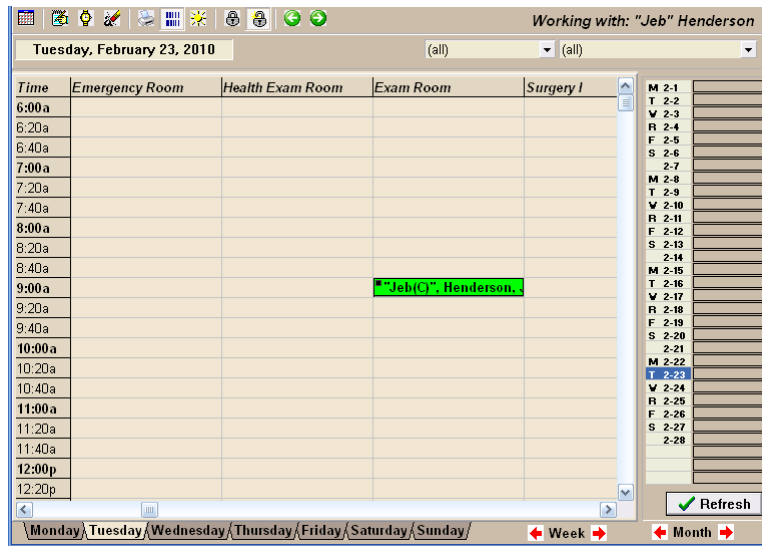 Working with: "Jeb" Henderson
Tuesday, February 23, 2010
(all)
(all)
Time Emergency Room Health Exam Room Exam Room Surgery I
6:00a
6:20a
6:40a
7:00a
7:20a
7:40a
8:00a
8:20a
8:40a
9:00a "Jeb(C)", Henderson,
9:20a
9:40a
10:00a
10:20a
10:40a
11:00a
11:20a
11:40a
12:00p
12:20p
M 2-1
T 2-2
W 2-3
R 2-4
F 2-5
S 2-6
2-7
M 2-8
T 2-9
W 2-10
R 2-11
F 2-12
S 2-13
2-14
M 2-15
T 2-16
W 2-17
R 2-18
F 2-19
S 2-20
2-21
M 2-22
T 2-23
W 2-24
R 2-25
F 2-26
S 2-27
2-28
Refresh
Monday Tuesday Wednesday Thursday Friday Saturday Sunday
Week
Month